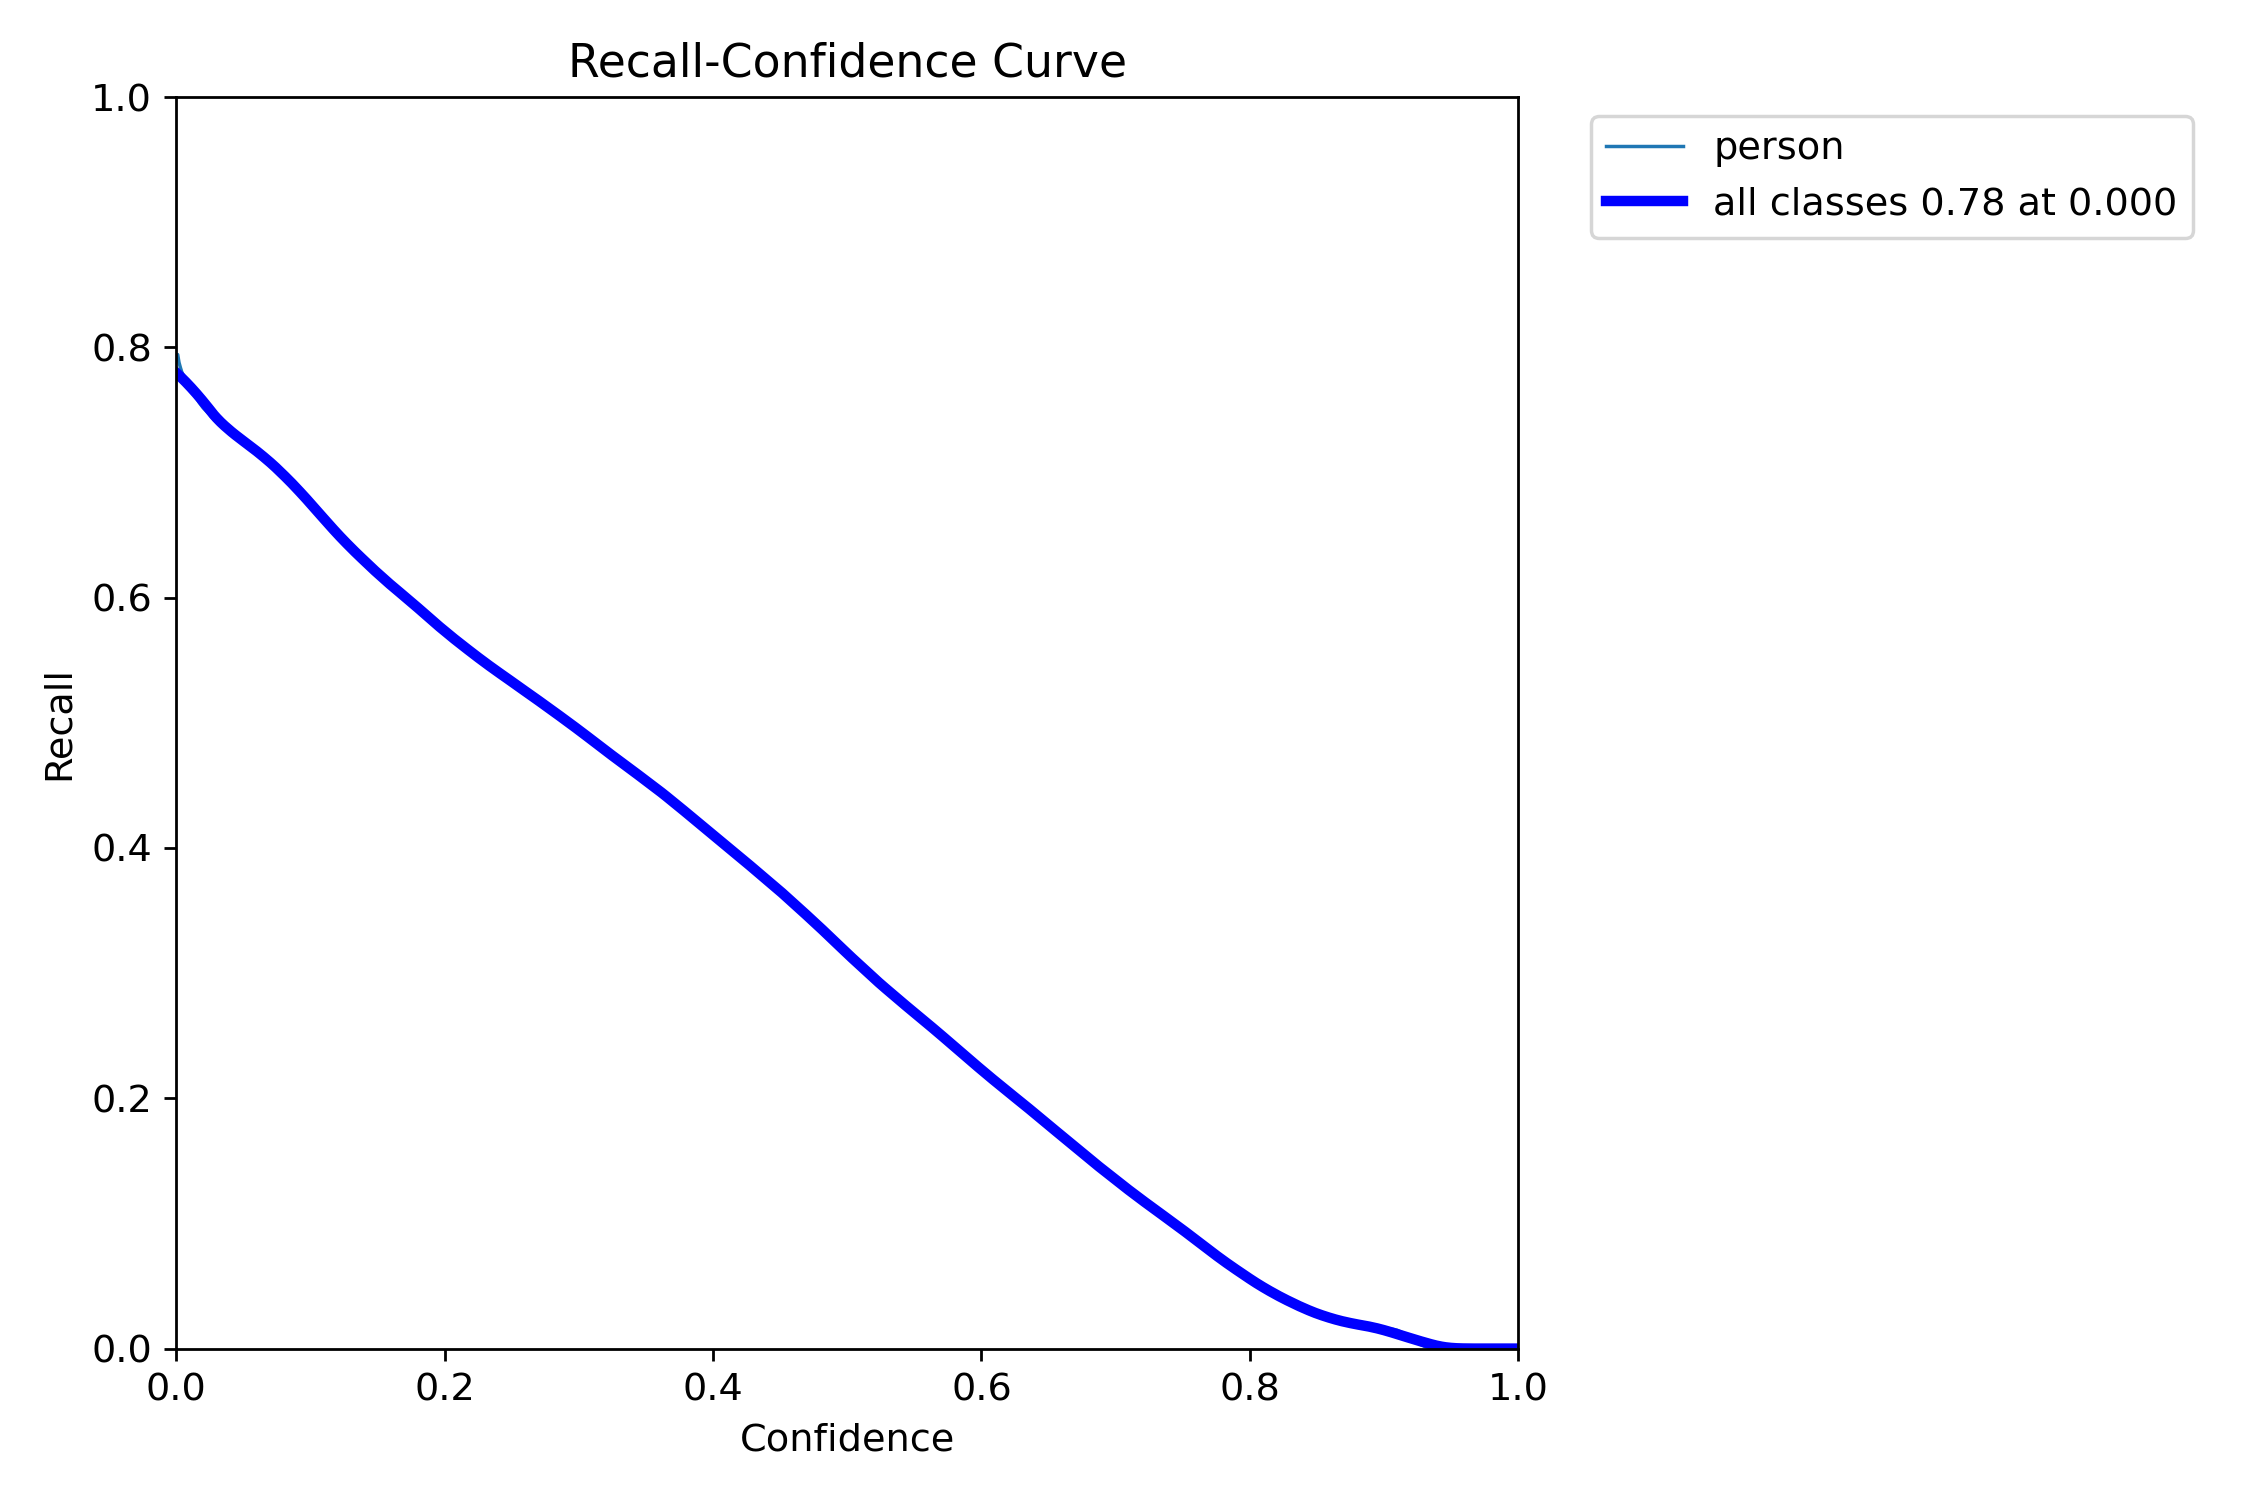 Recall-Confidence Curve
1.0
0.8
0.6
0.4
0.2
0.0
Recall
0.0 0.2 0.4 0.6 0.8 1.0
Confidence
person
all classes 0.78 at 0.000